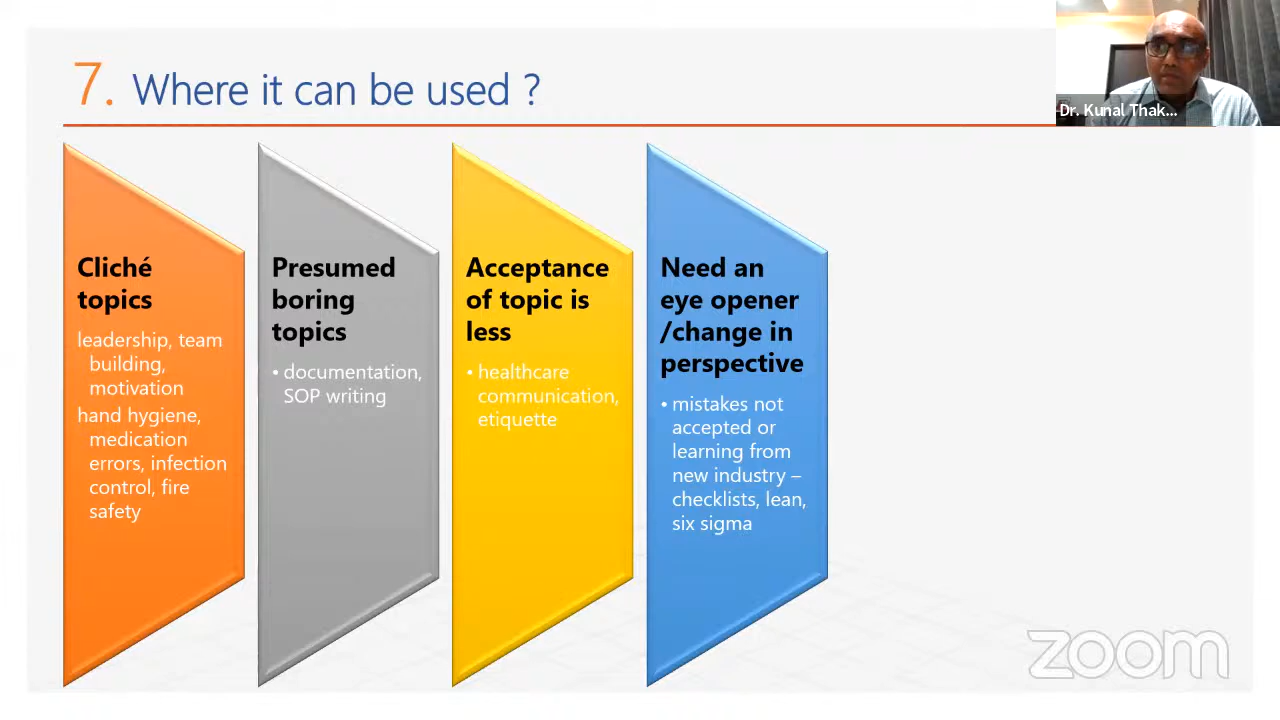 7. Where it can be used ?
Dr. Kunal Thak...
Cliché
topics
leadership, team
building,
motivation
hand hygiene,
medication
errors, infection
control, fire
safety
Presumed
boring
topics
• documentation,
SOP writing
Acceptance
of topic is
less
• healthcare
communication,
etiquette
Need an
eye opener
/change in
perspective
• mistakes not
accepted or
learning from
new industry –
checklists, lean,
six sigma
zoom